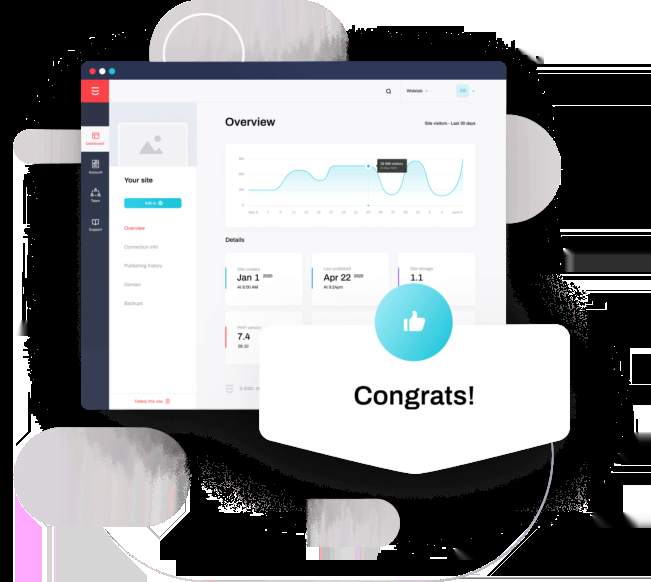 Widelab
Overview
Site visitors - Last 30 days
Dashboard
Account
Team
Support
Your site
Edit in
Overview
Connection info
Publishing history
Domain
Backups
Delete this site
Details
Site created
Jan 1 2020
At 6:00 AM
Last published
Apr 22 2020
At 9:24pm
Site storage
1.1
PHP version
7.4
Congrats!